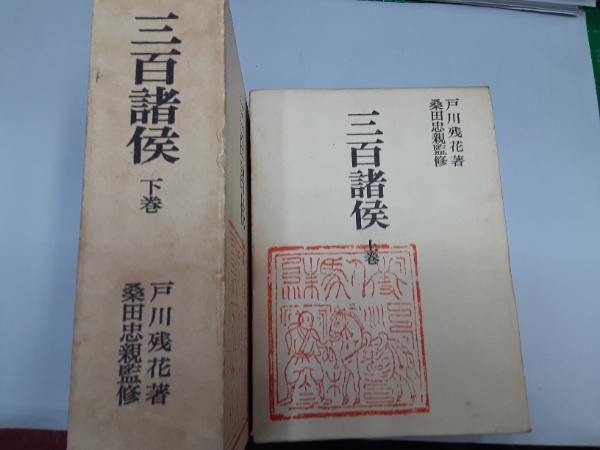 三百諸侯
下巻
戸川残花著
桑田忠親監修
三百諸侯
上巻
戸川残花著
桑田忠親監修